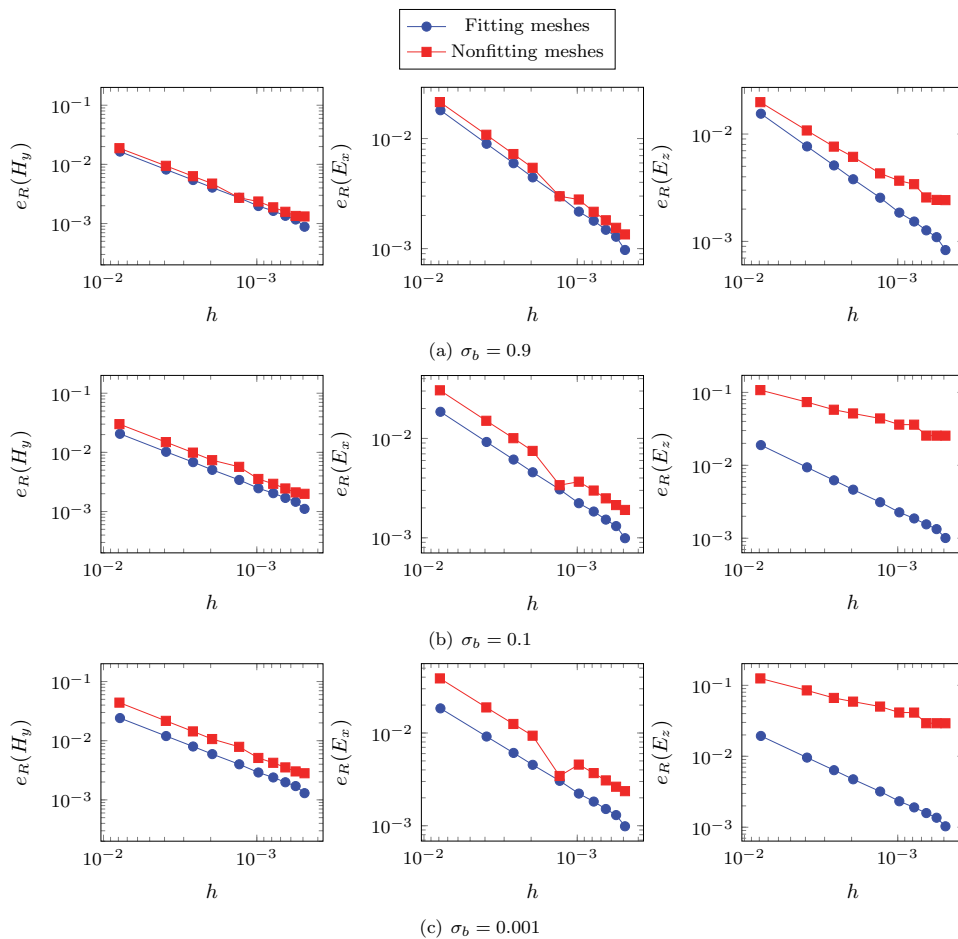 Fitting meshes
Nonfitting meshes
10⁻¹
10⁻²
10⁻³
e_R(H_y)
10⁻² 10⁻³
h
10⁻²
10⁻³
e_R(E_x)
10⁻² 10⁻³
h
10⁻²
10⁻³
e_R(E_z)
10⁻² 10⁻³
h
(a) σ_b = 0.9
10⁻¹
10⁻²
10⁻³
e_R(H_y)
10⁻² 10⁻³
h
10⁻²
10⁻³
e_R(E_x)
10⁻² 10⁻³
h
10⁻¹
10⁻²
10⁻³
e_R(E_z)
10⁻² 10⁻³
h
(b) σ_b = 0.1
10⁻¹
10⁻²
10⁻³
e_R(H_y)
10⁻² 10⁻³
h
10⁻²
10⁻³
e_R(E_x)
10⁻² 10⁻³
h
10⁻¹
10⁻²
10⁻³
e_R(E_z)
10⁻² 10⁻³
h
(c) σ_b = 0.001